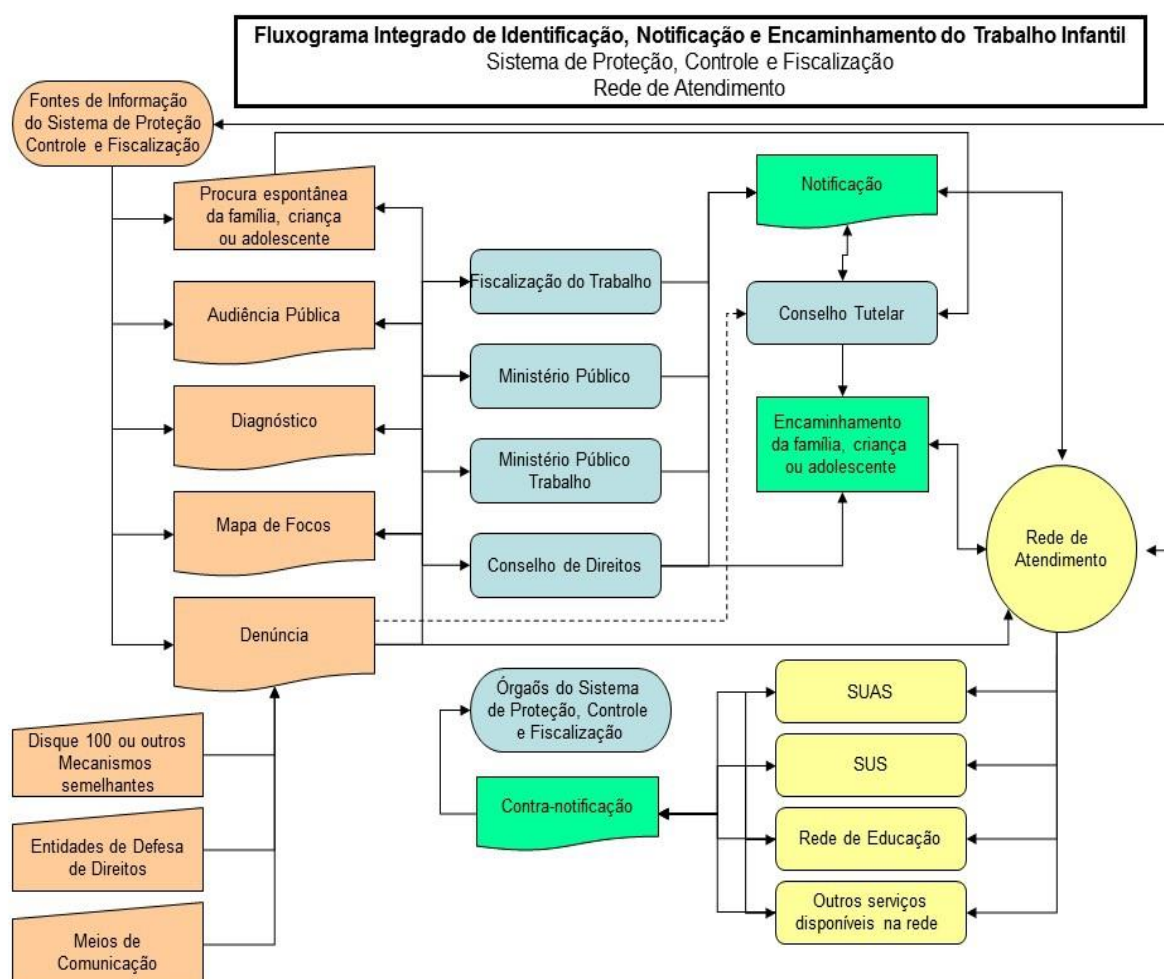 Fluxograma Integrado de Identificação, Notificação e Encaminhamento do Trabalho Infantil
Sistema de Proteção, Controle e Fiscalização
Rede de Atendimento
Fontes de Informação
do Sistema de Proteção
Controle e Fiscalização
Procura espontânea
da família, criança
ou adolescente
Audiência Pública
Diagnóstico
Mapa de Focos
Denúncia
Disque 100 ou outros
Mecanismos
semelhantes
Entidades de Defesa
de Direitos
Meios de
Comunicação
Fiscalização do Trabalho
Ministério Público
Ministério Público
Trabalho
Conselho de Direitos
Notificação
Conselho Tutelar
Encaminhamento
da família, criança
ou adolescente
Rede de
Atendimento
Órgaõs do Sistema
de Proteção, Controle
e Fiscalização
Contra-notificação
SUAS
SUS
Rede de Educação
Outros serviços
disponíveis na rede